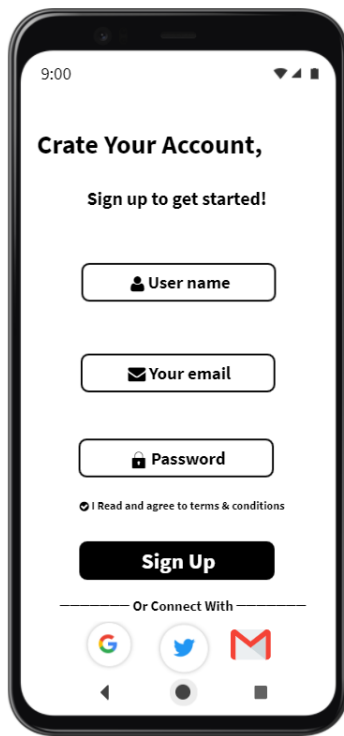 9:00
Crate Your Account,
Sign up to get started!
User name
Your email
Password
I Read and agree to terms & conditions
Sign Up
Or Connect With
G